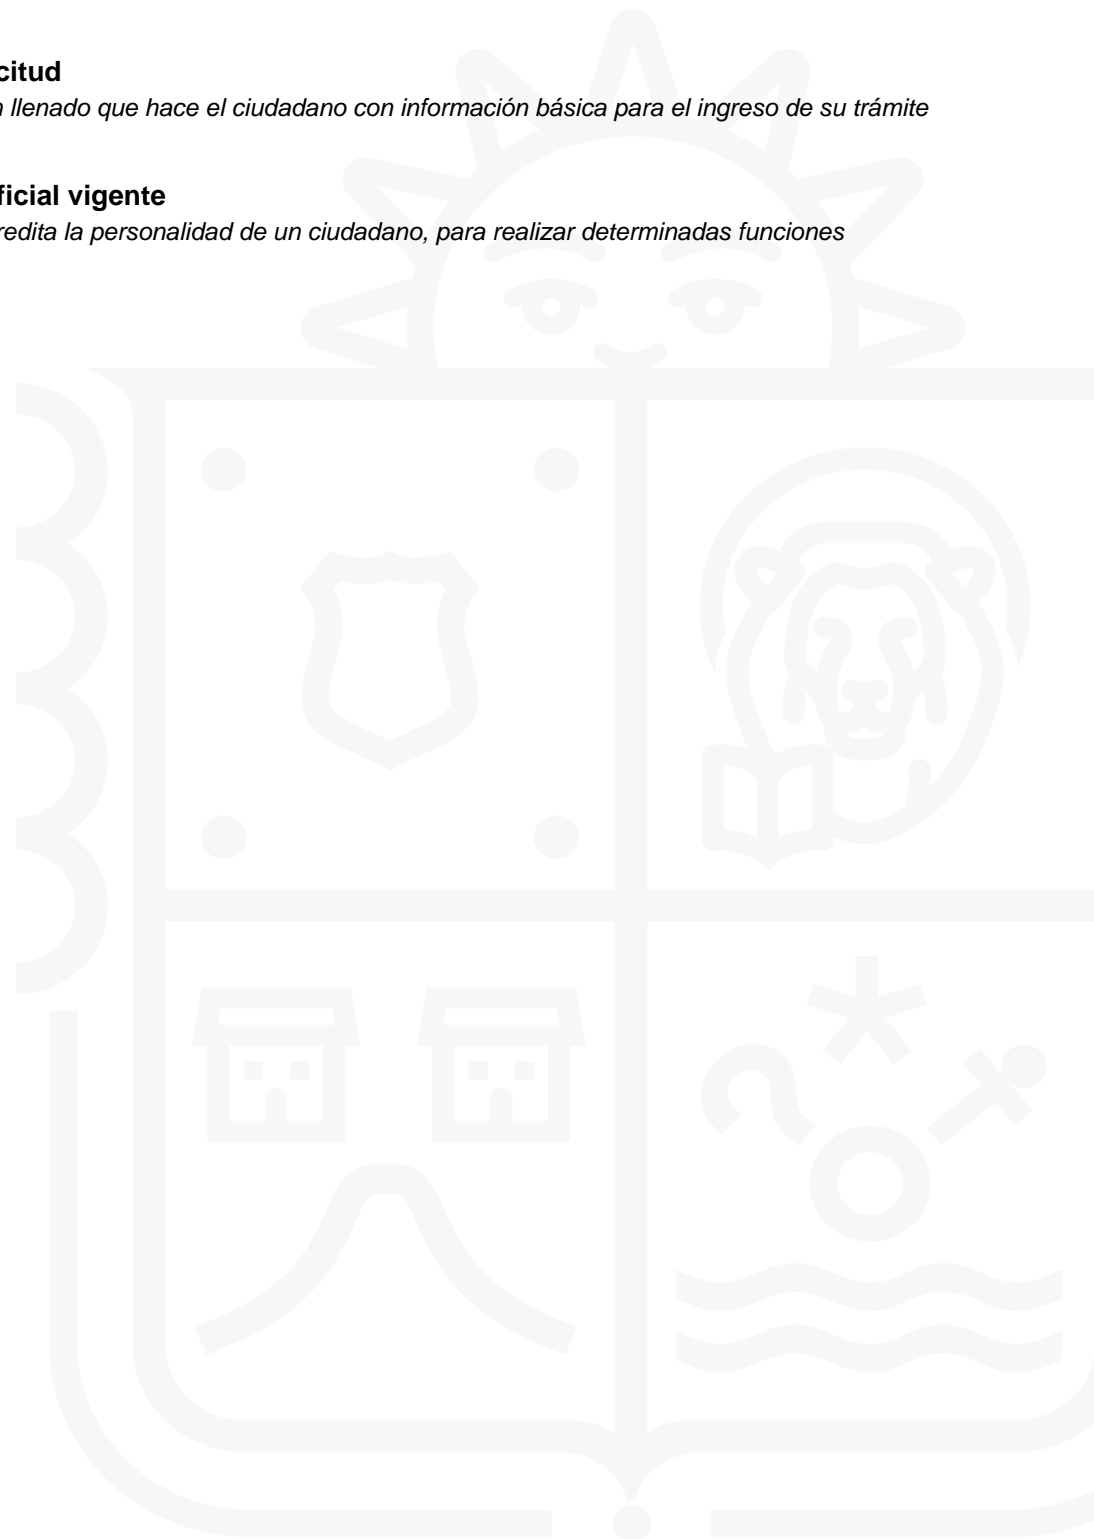 citud
llenado que hace el ciudadano con información básica para el ingreso de su trámite
ficial vigente
redita la personalidad de un ciudadano, para realizar determinadas funciones